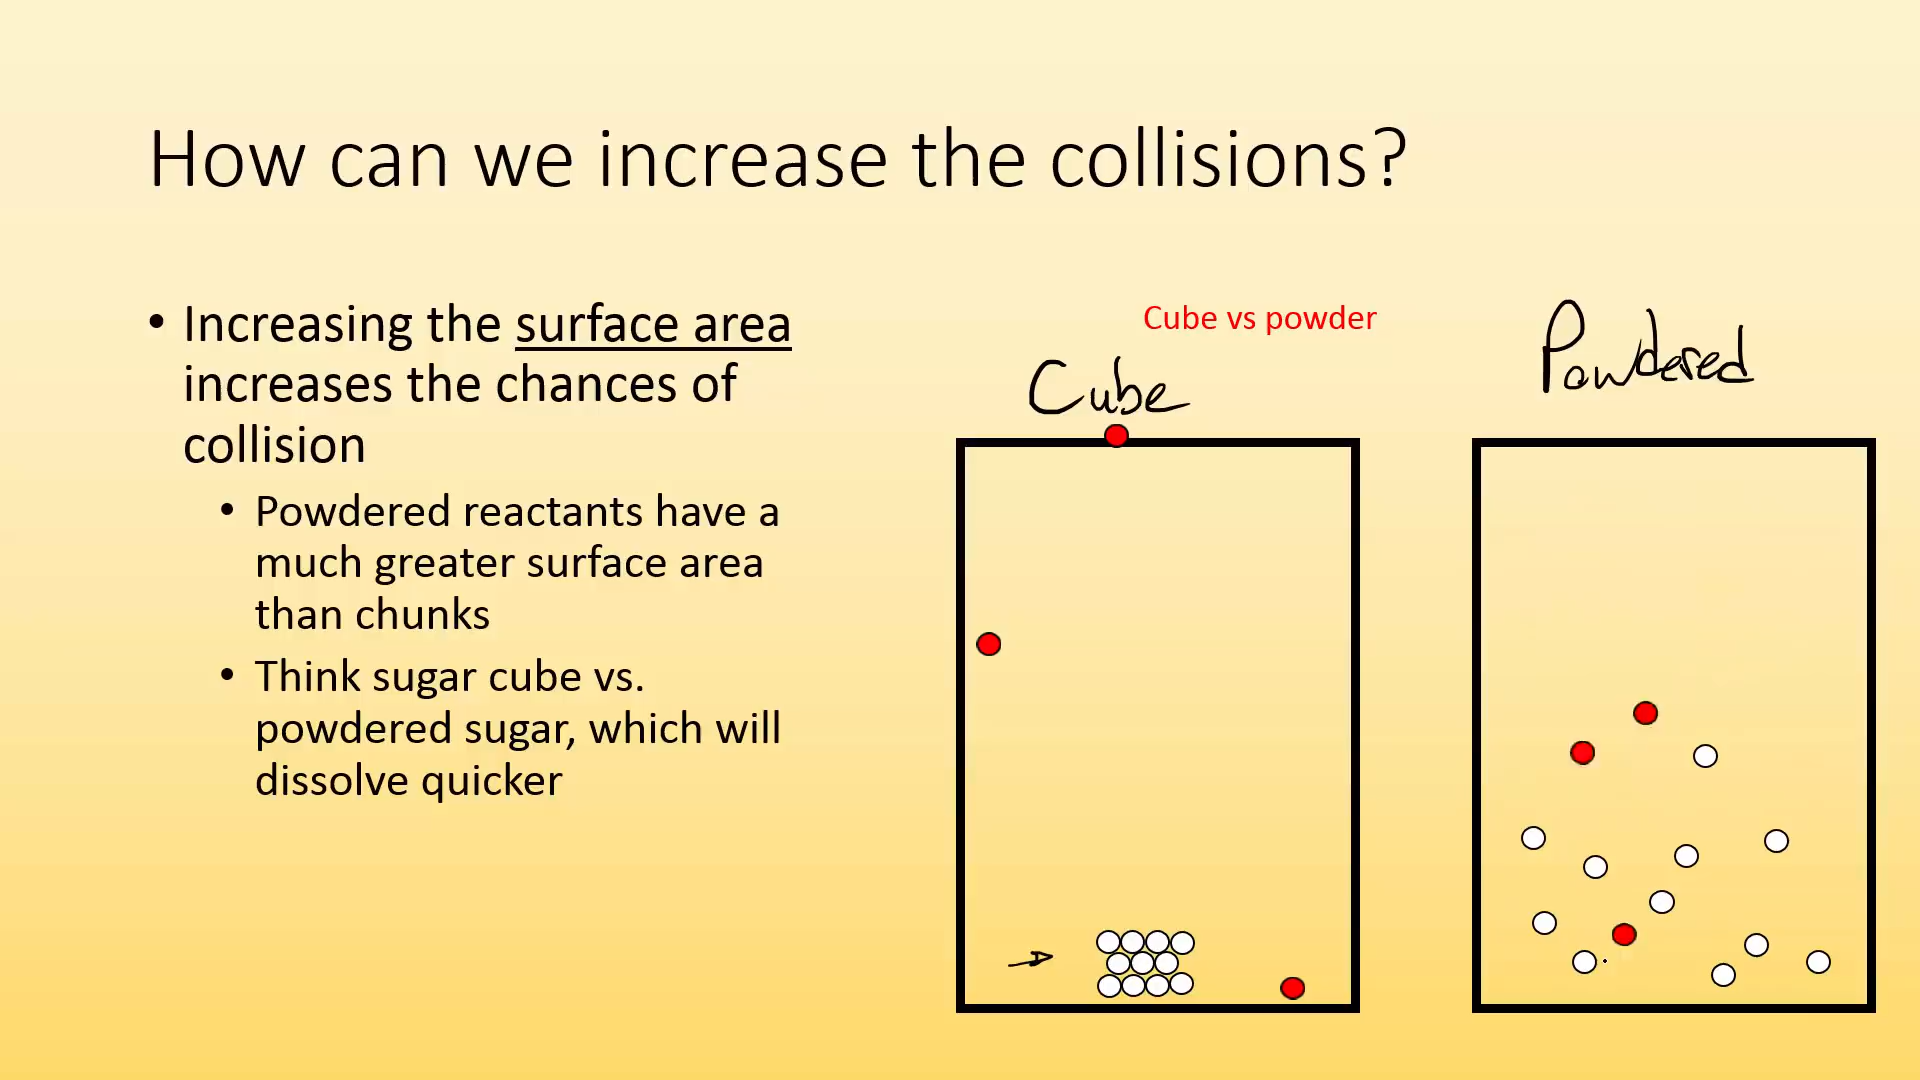 How can we increase the collisions?
• Increasing the surface area
increases the chances of
collision
• Powdered reactants have a
much greater surface area
than chunks
• Think sugar cube vs.
powdered sugar, which will
dissolve quicker
Cube vs powder
Cube
Powdered